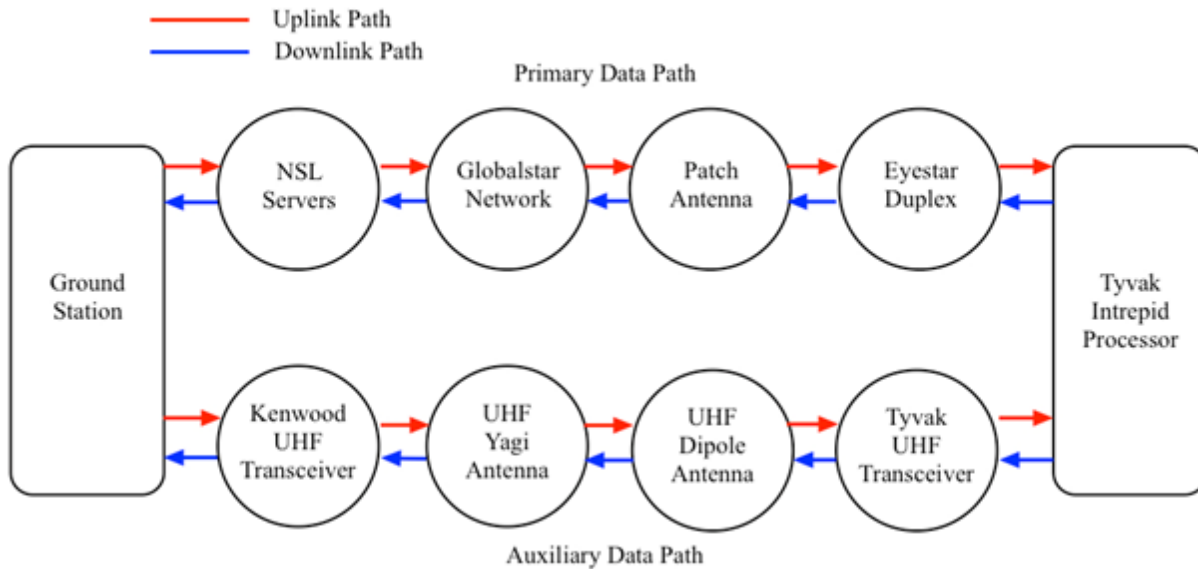 Uplink Path
Downlink Path
Primary Data Path
NSL
Servers
Globalstar
Network
Patch
Antenna
Eyestar
Duplex
Ground
Station
Tyvak
Intrepid
Processor
Kenwood
UHF
Transceiver
UHF
Yagi
Antenna
UHF
Dipole
Antenna
Tyvak
UHF
Transceiver
Auxiliary Data Path